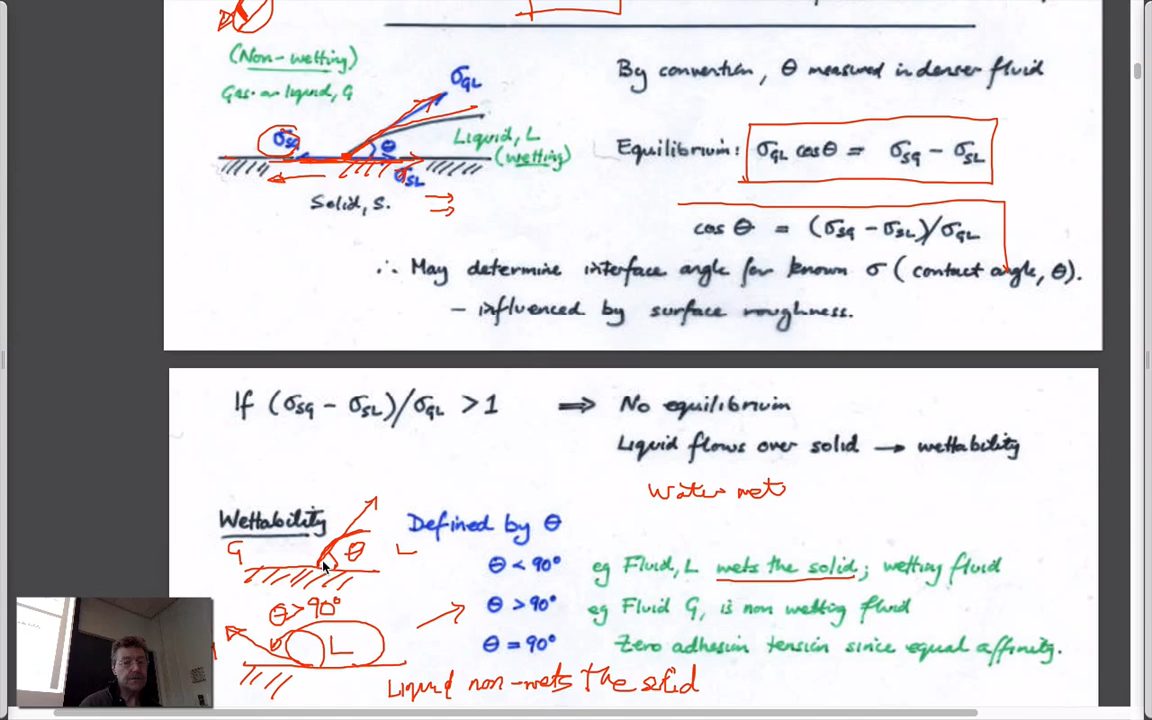 (Non-wetting)
Gas or liquid, G
σGL
By convention, θ measured in denser fluid
σSG
θ
Liquid, L
(wetting)
Equilibrium: σGL cosθ = σSG - σSL
σSL
Solid, S.
cos θ = (σSG - σSL)/σGL
∴ May determine interface angle for known σ (contact angle, θ).
- influenced by surface roughness.
If (σSG - σSL)/σGL >1 ⟹ No equilibrium
Liquid flows over solid → wettability
Water wets
Wettability
Defined by θ
G
θ
L
θ < 90° eg Fluid, L wets the solid; wetting fluid
θ>90°
θ > 90° eg Fluid G, is non wetting fluid
L
θ = 90° Zero adhesion tension since equal affinity.
Liquid non-wets the solid